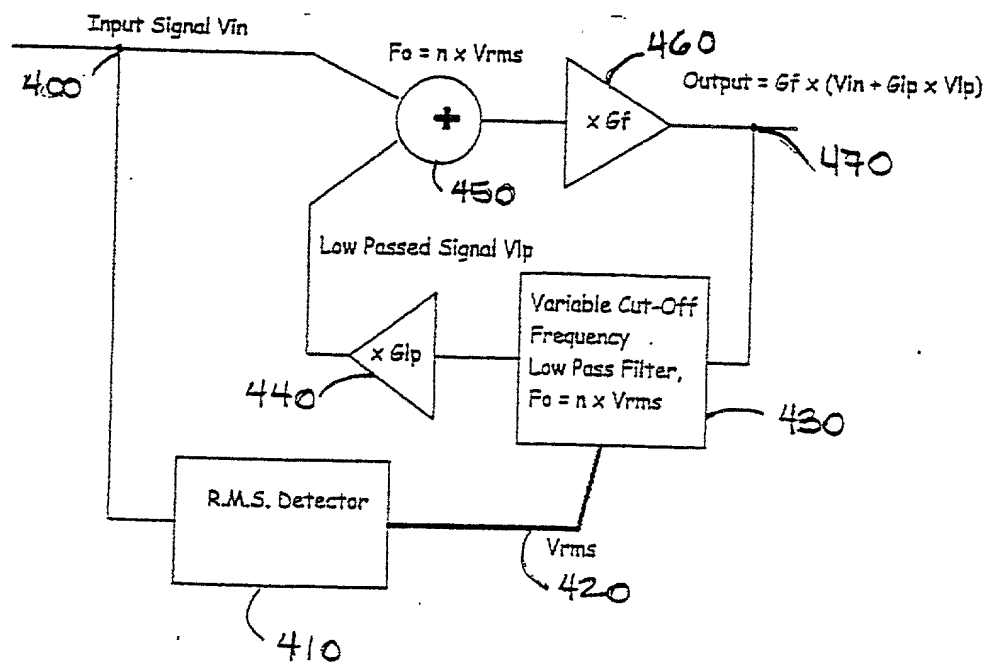 Input Signal Vin
400
Fo = n x Vrms
460
Output = Gf x (Vin + Glp x Vlp)
+
x Gf
450
470
Low Passed Signal Vlp
Variable Cut-Off
Frequency
Low Pass Filter,
Fo = n x Vrms
x Glp
440
430
R.M.S. Detector
Vrms
420
410